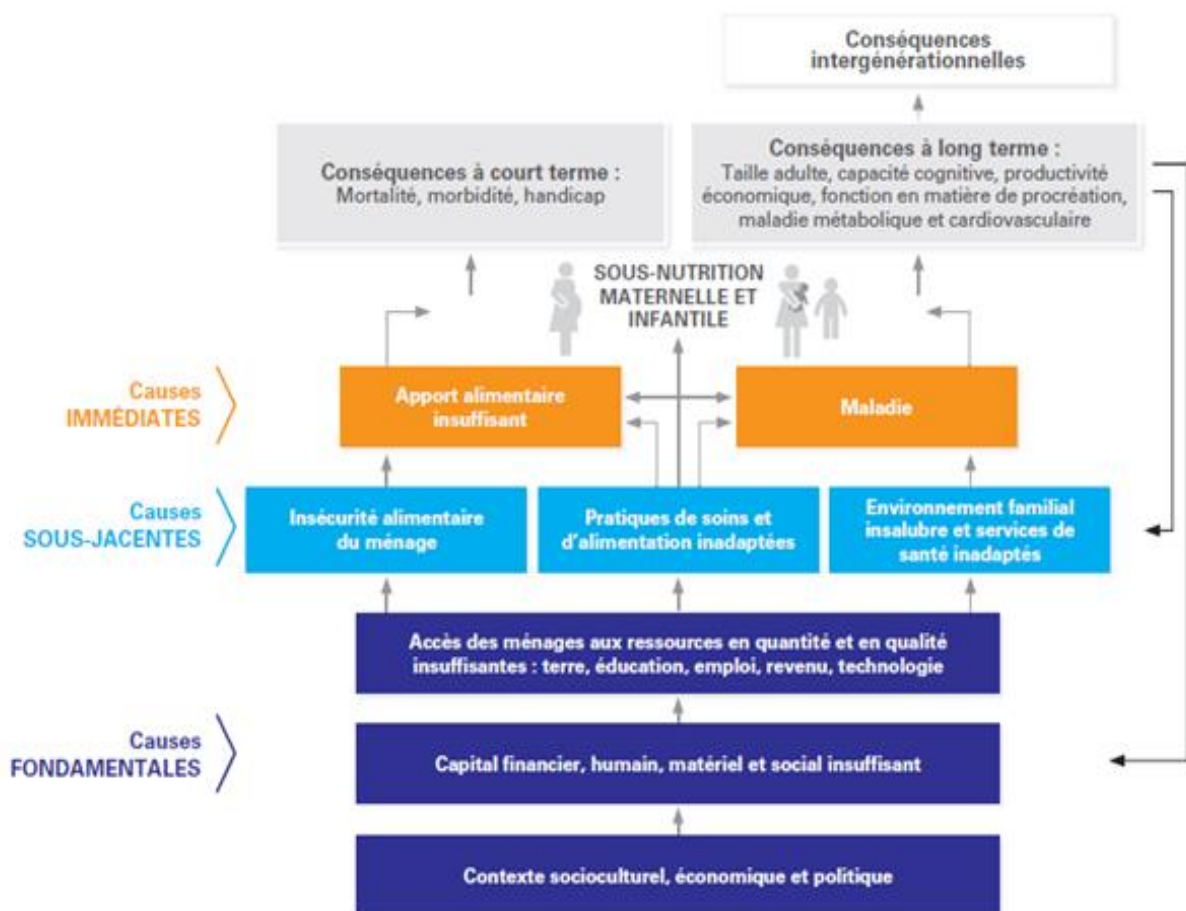 Conséquences
intergénérationnelles
Conséquences à court terme :
Mortalité, morbidité, handicap
Conséquences à long terme :
Taille adulte, capacité cognitive, productivité
économique, fonction en matière de procréation,
maladie métabolique et cardiovasculaire
SOUS-NUTRITION
MATERNELLE ET
INFANTILE
Causes
IMMÉDIATES
Apport alimentaire
insuffisant
Maladie
Causes
SOUS-JACENTES
Insécurité alimentaire
du ménage
Pratiques de soins et
d'alimentation inadaptées
Environnement familial
insalubre et services de
santé inadaptés
Accès des ménages aux ressources en quantité et en qualité
insuffisantes : terre, éducation, emploi, revenu, technologie
Causes
FONDAMENTALES
Capital financier, humain, matériel et social insuffisant
Contexte socioculturel, économique et politique